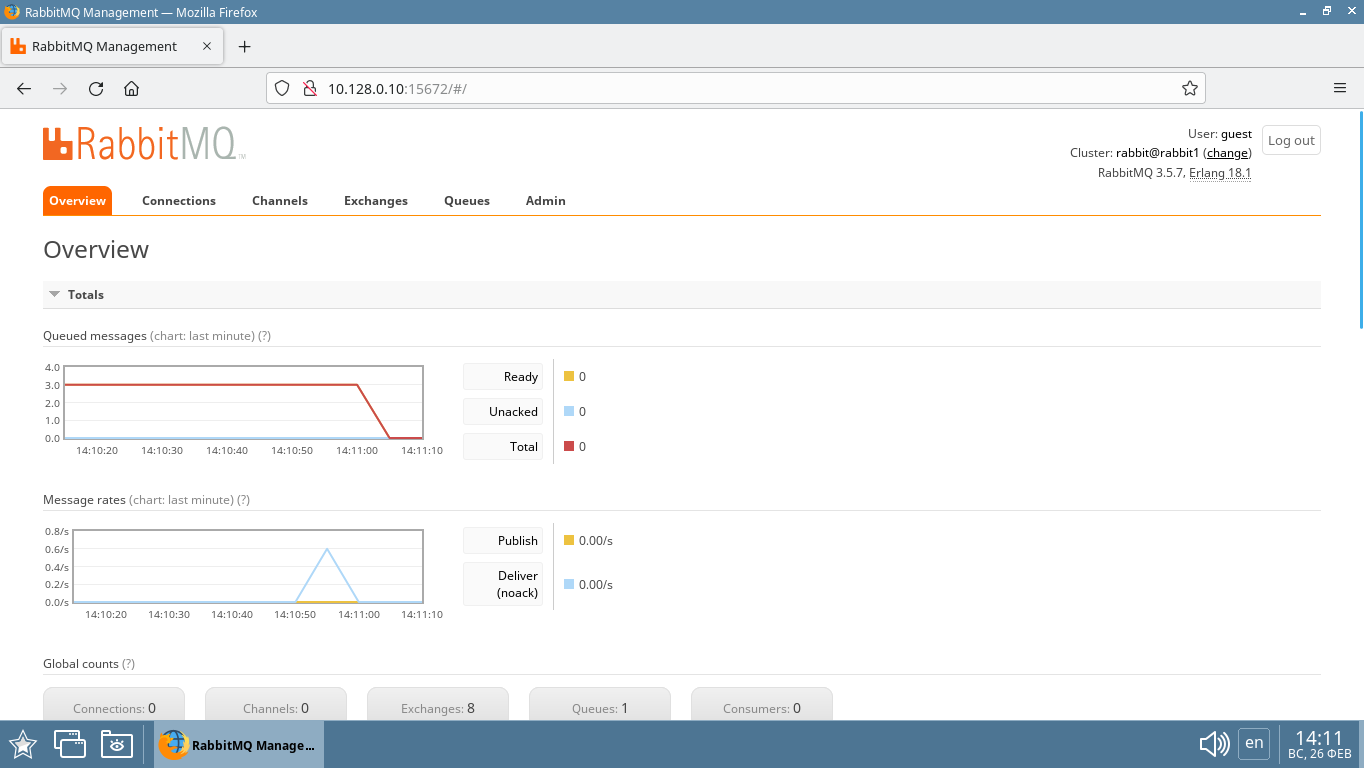 RabbitMQ Management — Mozilla Firefox
RabbitMQ Management
10.128.0.10:15672/#/
RabbitMQ™
User: guest
Log out
Cluster: rabbit@rabbit1 (change)
RabbitMQ 3.5.7, Erlang 18.1
Overview Connections Channels Exchanges Queues Admin
Overview
Totals
Queued messages (chart: last minute) (?)
4.0
3.0
2.0
1.0
0.0
14:10:20 14:10:30 14:10:40 14:10:50 14:11:00 14:11:10
Ready 0
Unacked 0
Total 0
Message rates (chart: last minute) (?)
0.8/s
0.6/s
0.4/s
0.2/s
0.0/s
14:10:20 14:10:30 14:10:40 14:10:50 14:11:00 14:11:10
Publish 0.00/s
Deliver
(noack)
0.00/s
Global counts (?)
Connections: 0 Channels: 0 Exchanges: 8 Queues: 1 Consumers: 0
RabbitMQ Manage...
en
14:11
ВС, 26 ФЕВ